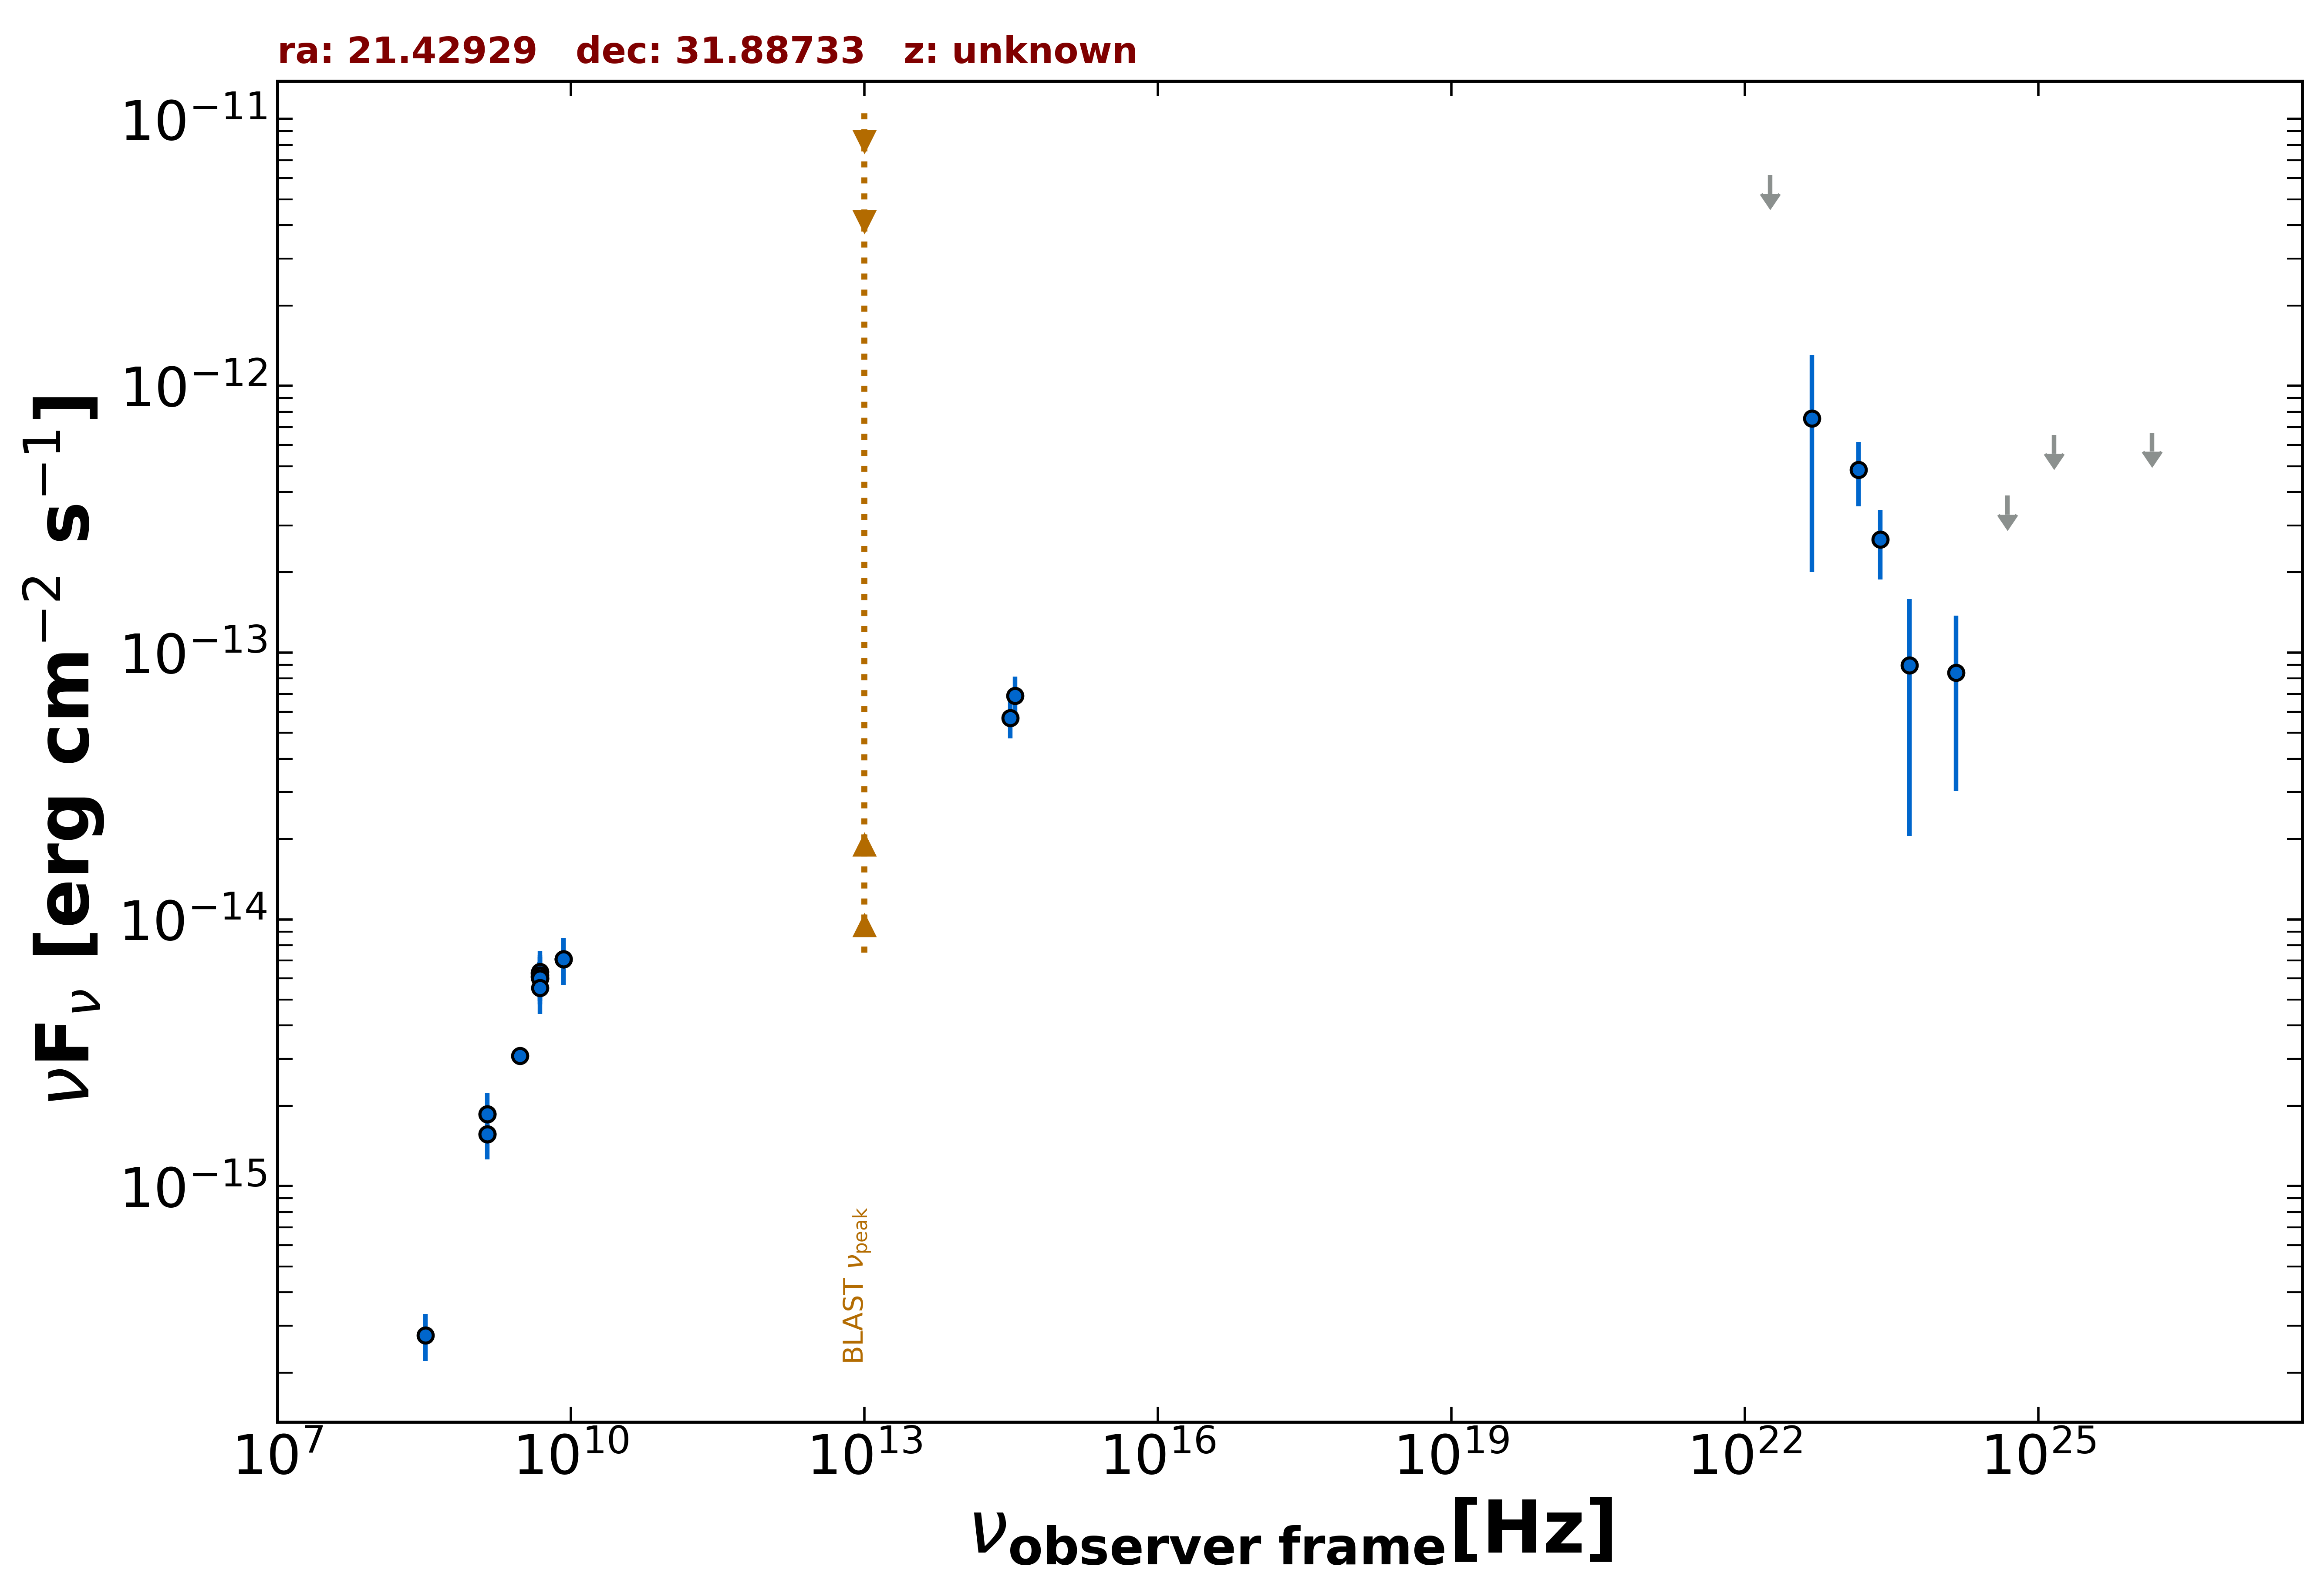 ra: 21.42929   dec: 31.88733   z: unknown
νFν [erg cm⁻² s⁻¹]
10⁻¹¹
10⁻¹²
10⁻¹³
10⁻¹⁴
10⁻¹⁵
BLAST νpeak
10⁷ 10¹⁰ 10¹³ 10¹⁶ 10¹⁹ 10²² 10²⁵
νobserver frame [Hz]